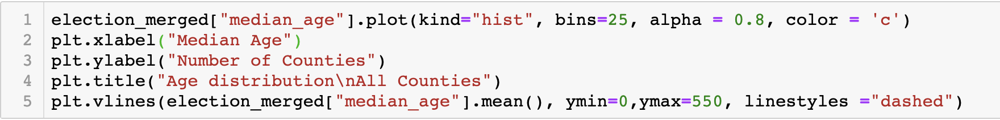 1 election_merged["median_age"].plot(kind="hist", bins=25, alpha = 0.8, color = 'c')
2 plt.xlabel("Median Age")
3 plt.ylabel("Number of Counties")
4 plt.title("Age distribution\nAll Counties")
5 plt.vlines(election_merged["median_age"].mean(), ymin=0,ymax=550, linestyles ="dashed")